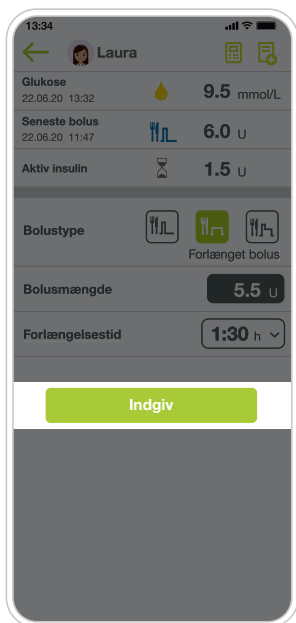 13:34
Laura
Glukose
22.06.20 13:32
9.5 mmol/L
Seneste bolus
22.06.20 11:47
6.0 U
Aktiv insulin
1.5 U
Bolustype
Forlænget bolus
Bolusmængde
5.5 U
Forlængelsestid
1:30 h
Indgiv